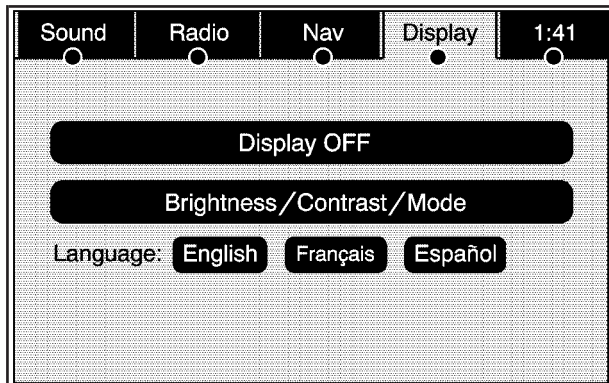 Sound Radio Nav Display 1:41
Display OFF
Brightness/Contrast/Mode
Language: English Français Español